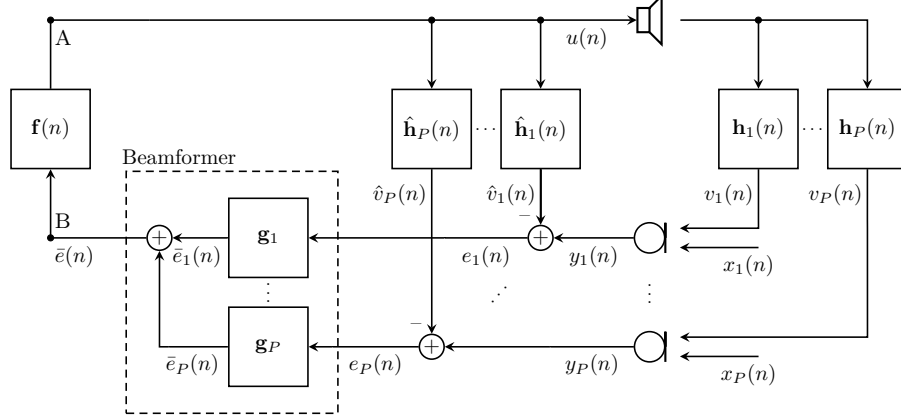 A
u(n)
f(n)
ĥ_P(n) ··· ĥ_1(n)
h_1(n) ··· h_P(n)
Beamformer
v̂_P(n)
v̂_1(n)
v_1(n)
v_P(n)
B
−
g_1
+
+
ē(n)
ē_1(n)
e_1(n)
y_1(n)
x_1(n)
⋮
⋰
⋮
−
g_P
+
ē_P(n)
e_P(n)
y_P(n)
x_P(n)